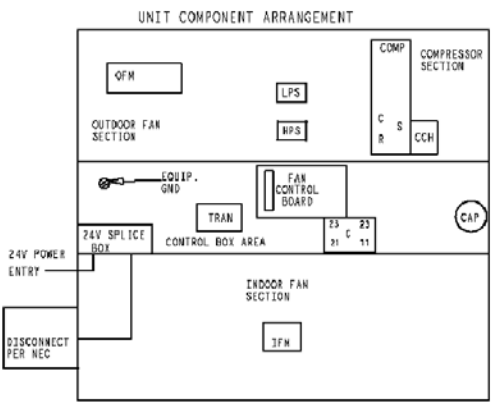 UNIT COMPONENT ARRANGEMENT
OFM
COMP
COMPRESSOR
SECTION
LPS
HPS
C
S
R
CCH
OUTDOOR FAN
SECTION
EQUIP.
GND
FAN
CONTROL
BOARD
TRAN
23 23
C
21 11
CAP
24V SPLICE
BOX
CONTROL BOX AREA
24V POWER
ENTRY
INDOOR FAN
SECTION
IFM
DISCONNECT
PER NEC